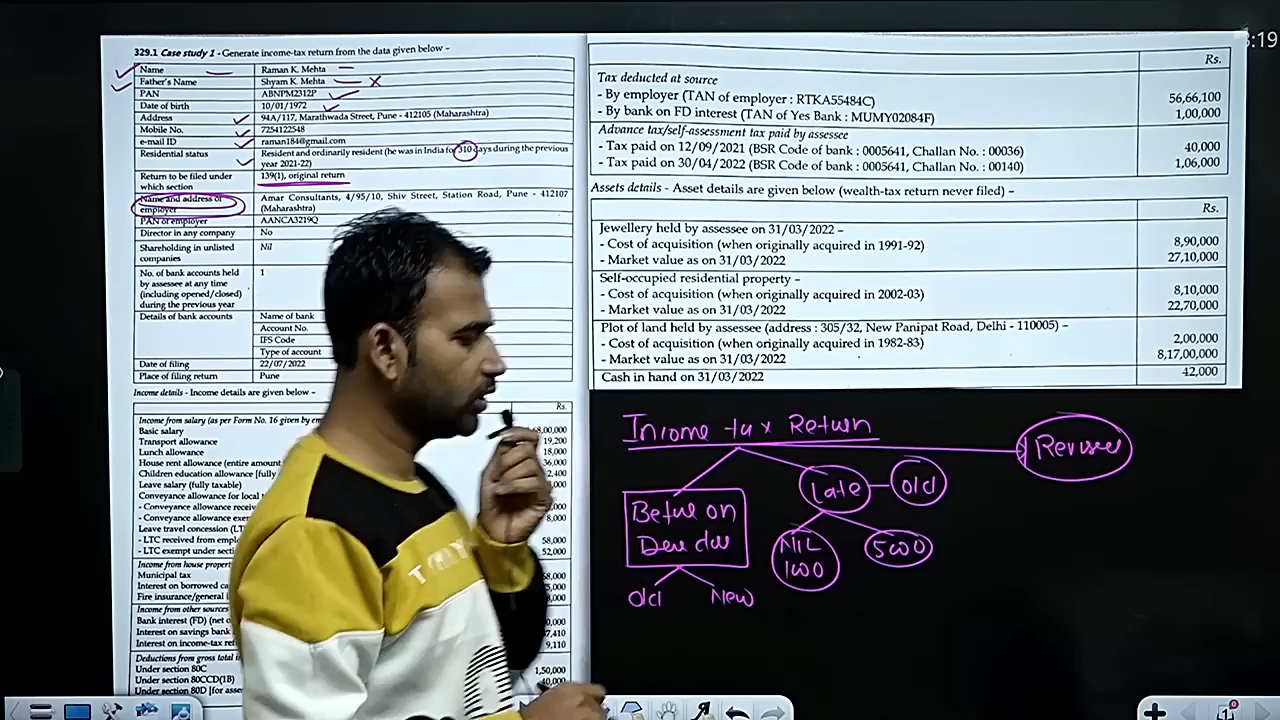 329.1 Case study 1 - Generate income-tax return from the data given below –
Name Raman K. Mehta
Father's Name Shyam K. Mehta
PAN ABNPM2312P
Date of birth 10/01/1972
Address 94A/117, Marathwada Street, Pune - 412105 (Maharashtra)
Mobile No. 7254122548
e-mail ID raman184@gmail.com
Residential status Resident and ordinarily resident (he was in India for 310 days during the previous
year 2021-22)
Return to be filed under 139(1), original return
which section
Name and address of Amar Consultants, 4/95/10, Shiv Street, Station Road, Pune - 412107
employer (Maharashtra)
PAN of employer AANCA3219Q
Director in any company No
Shareholding in unlisted Nil
companies
No. of bank accounts held 1
by assessee at any time
(including opened/closed)
during the previous year
Details of bank accounts Name of bank
Account No.
IFS Code
Type of account
Date of filing 22/07/2022
Place of filing return Pune
Income details - Income details are given below –
Rs.
Income from salary (as per Form No. 16 given by
Basic salary 8,00,000
Transport allowance 19,200
Lunch allowance 18,000
House rent allowance (entire amount 36,000
Children education allowance [fully 2,400
Leave salary (fully taxable) ,000
Conveyance allowance for local
- Conveyance allowance ,000
- Conveyance allowance 8,000
Leave travel concession
- LTC received from 58,000
- LTC exempt under 52,000
Income from house
Municipal tax 8,000
Interest on borrowed ,000
Fire insurance/general ,000
Income from other sources
Bank interest (FD) (net 0,000
Interest on savings bank 7,410
Interest on income-tax 9,110
Deductions from gross total
Under section 80C 1,50,000
Under section 80CCD(1B) 40,000
Under section 80D [for
Rs.
Tax deducted at source
- By employer (TAN of employer : RTKA55484C) 56,66,100
- By bank on FD interest (TAN of Yes Bank : MUMY02084F) 1,00,000
Advance tax/self-assessment tax paid by assessee
- Tax paid on 12/09/2021 (BSR Code of bank : 0005641, Challan No. : 00036) 40,000
- Tax paid on 30/04/2022 (BSR Code of bank : 0005641, Challan No. : 00140) 1,06,000
Assets details - Asset details are given below (wealth-tax return never filed) –
Rs.
Jewellery held by assessee on 31/03/2022 –
- Cost of acquisition (when originally acquired in 1991-92) 8,90,000
- Market value as on 31/03/2022 27,10,000
Self-occupied residential property –
- Cost of acquisition (when originally acquired in 2002-03) 8,10,000
- Market value as on 31/03/2022 22,70,000
Plot of land held by assessee (address : 305/32, New Panipat Road, Delhi - 110005) –
- Cost of acquisition (when originally acquired in 1982-83) 2,00,000
- Market value as on 31/03/2022 8,17,00,000
Cash in hand on 31/03/2022 42,000
:19
Income tax Return
Revised
Late
Old
Before on
Due date
NIL
1000
5000
Old New